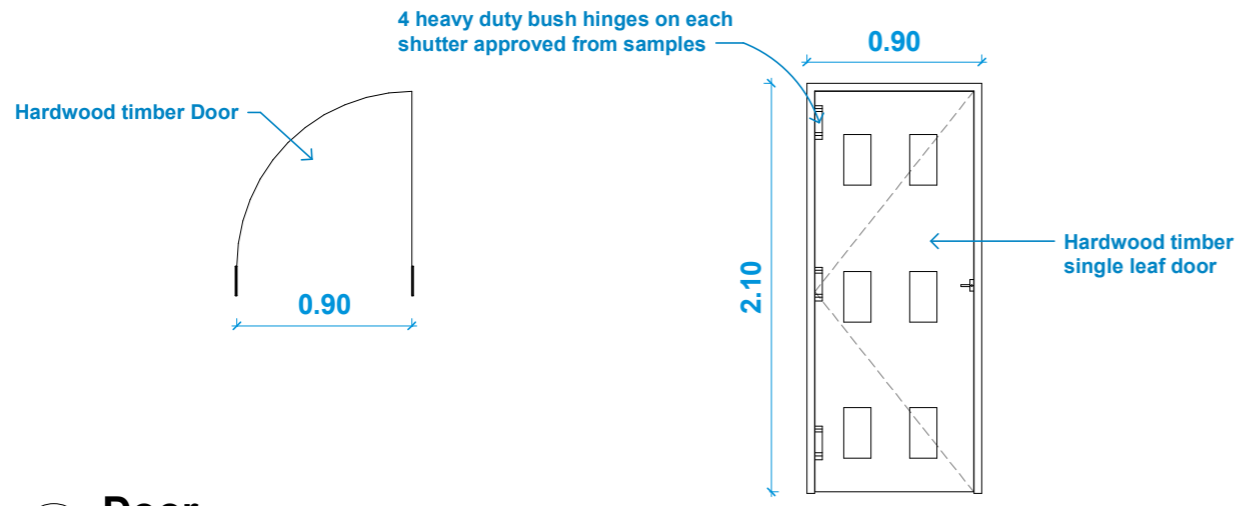 4 heavy duty bush hinges on each
shutter approved from samples
0.90
Hardwood timber Door
Hardwood timber
single leaf door
2.10
0.90
Door